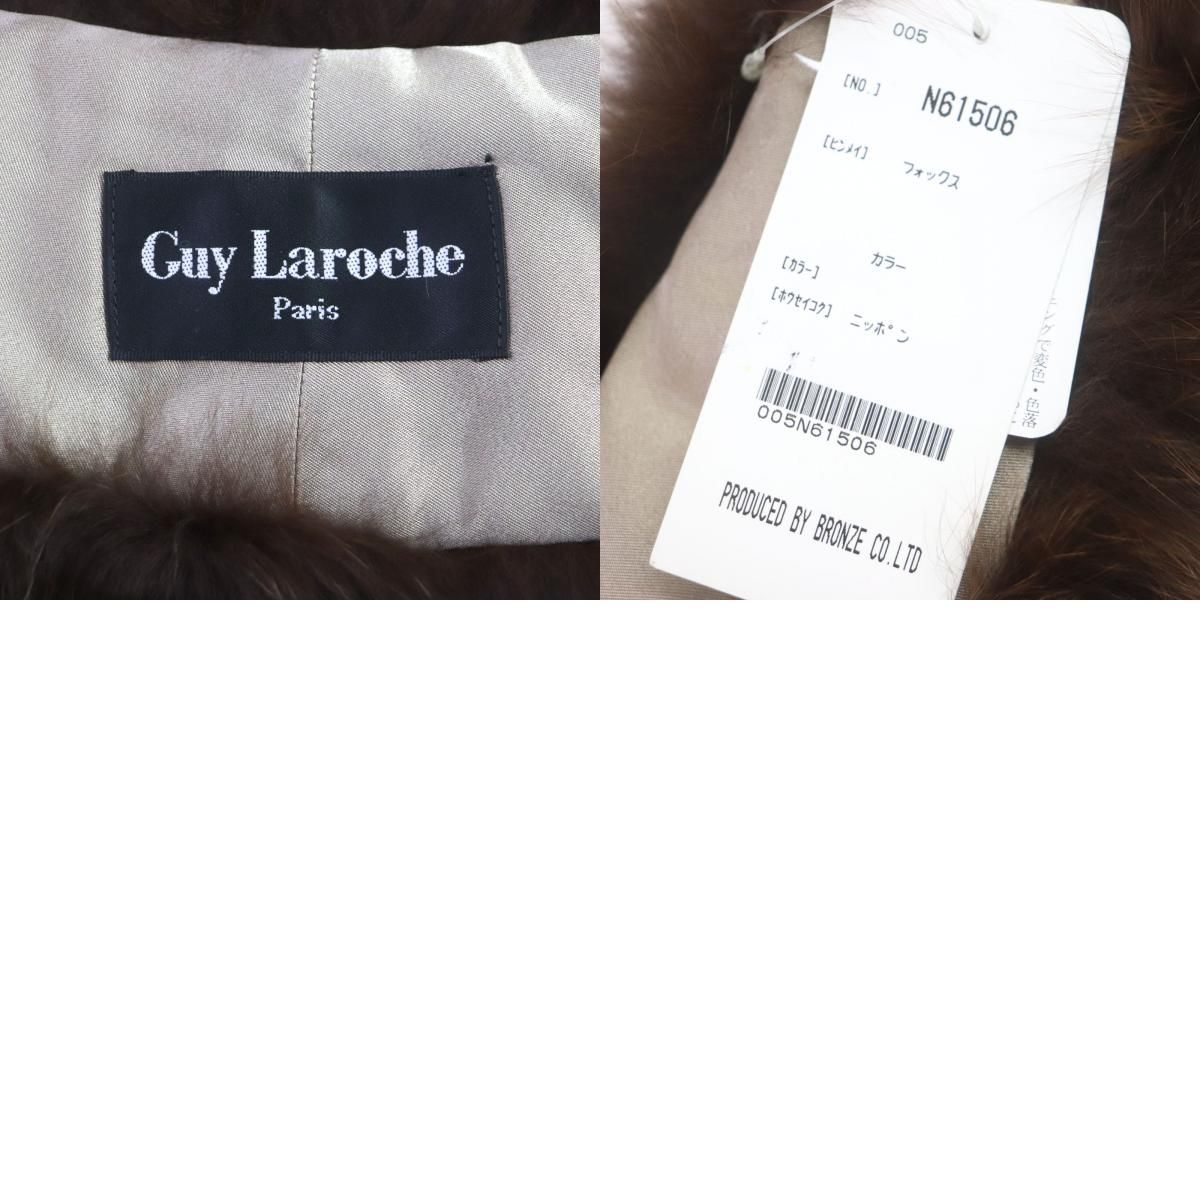 Guy Laroche
Paris
005
[NO.] N61506
[ヒンメイ] フォックス
カラー
[カラー]
[ホウセイコク] ニッポン
005N61506
PRODUCED BY BRONZE CO.LTD
ングで変色・色落